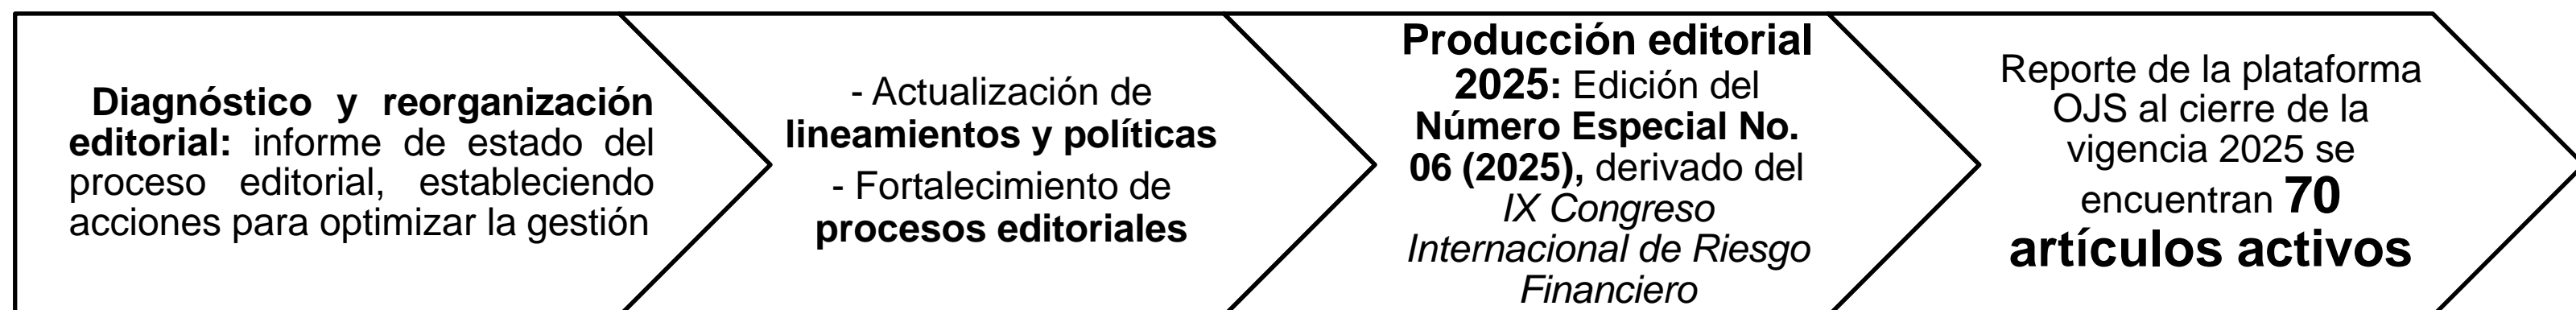 Diagnóstico y reorganización
editorial: informe de estado del
proceso editorial, estableciendo
acciones para optimizar la gestión
- Actualización de
lineamientos y políticas
- Fortalecimiento de
procesos editoriales
Producción editorial
2025: Edición del
Número Especial No.
06 (2025), derivado del
IX Congreso
Internacional de Riesgo
Financiero
Reporte de la plataforma
OJS al cierre de la
vigencia 2025 se
encuentran 70
artículos activos